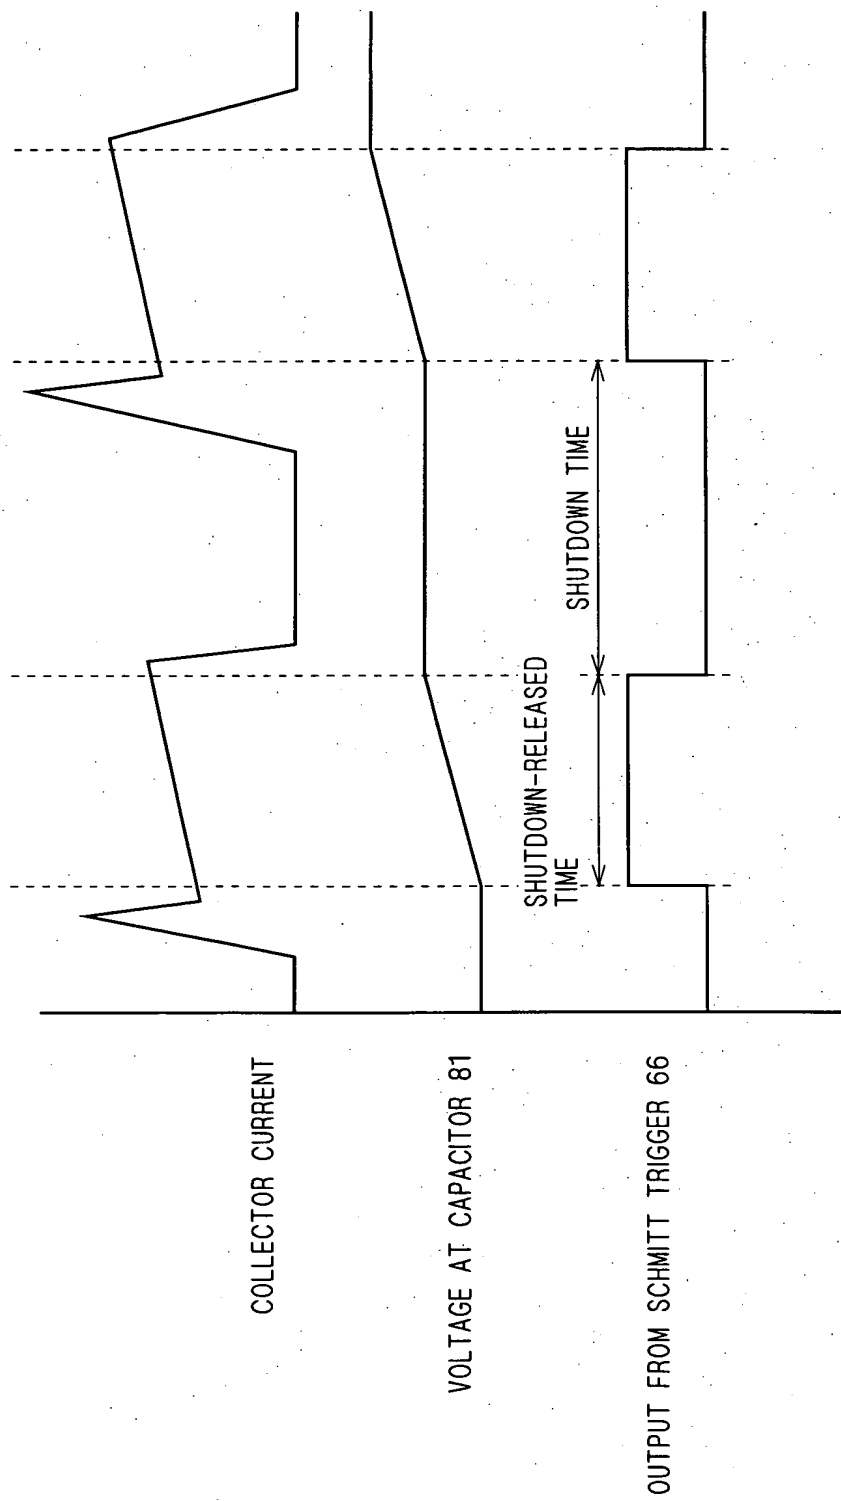 COLLECTOR CURRENT
VOLTAGE AT CAPACITOR 81
SHUTDOWN-RELEASED
TIME
SHUTDOWN TIME
OUTPUT FROM SCHMITT TRIGGER 66